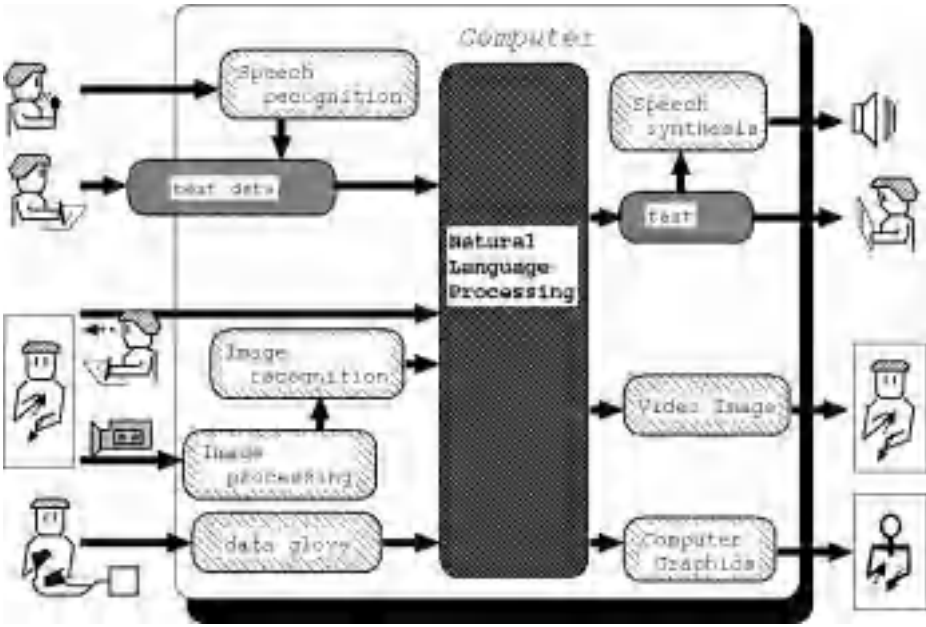 Computer
Speech
recognition
Speech
synthesis
text data
text
Natural
Language
Processing
Image
recognition
Video Image
Image
processing
data glove
Computer
Graphics